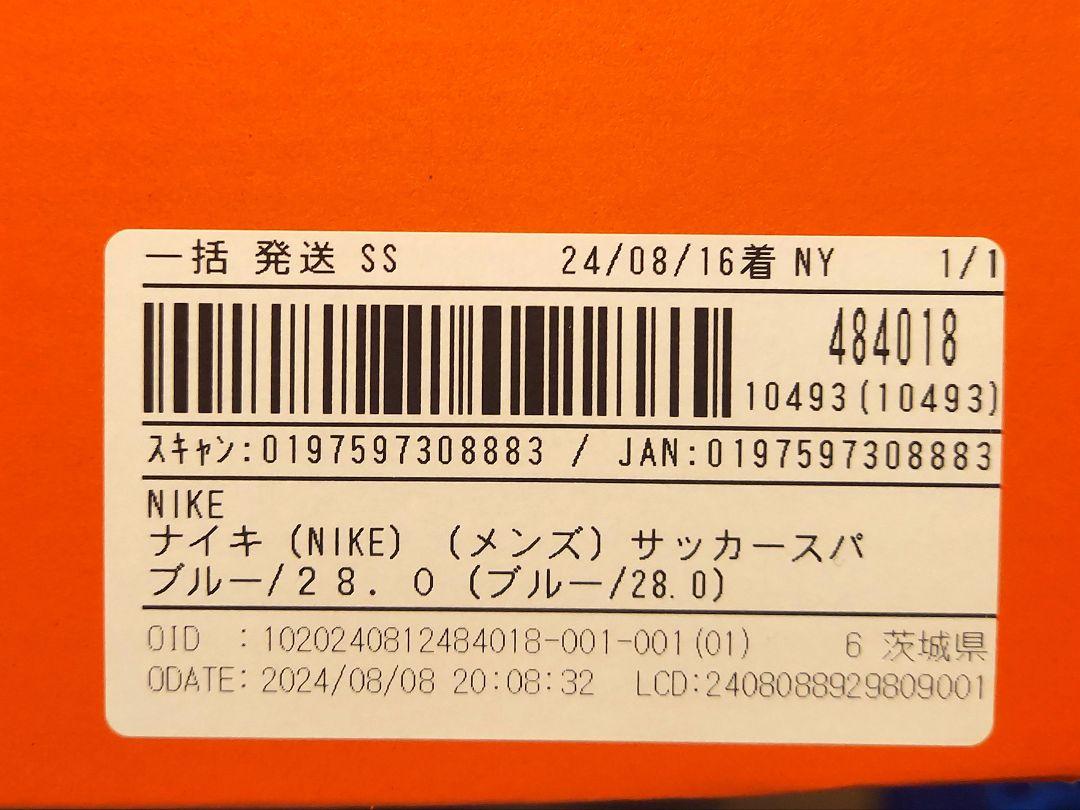 一括 発送 SS 24/08/16着 NY 1/1
484018
10493(10493)
ｽｷｬﾝ:0197597308883 / JAN:0197597308883
NIKE
ナイキ (NIKE) (メンズ) サッカースパ
ブルー/２８．０ (ブルー/28.0)
OID :1020240812484018-001-001(01) 6 茨城県
ODATE:2024/08/08 20:08:32 LCD:2408088929809001